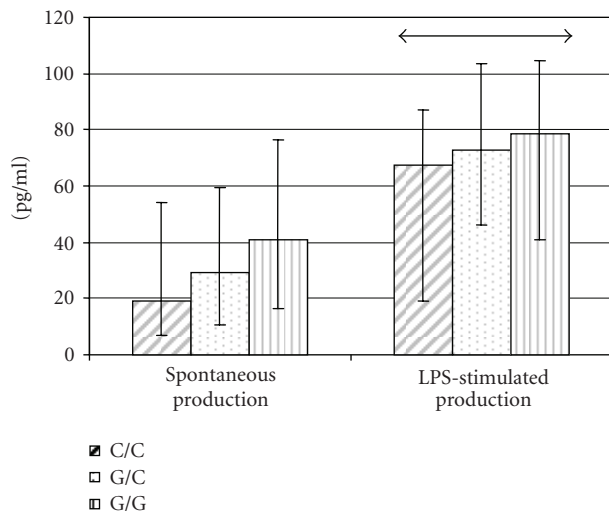 120
100
80
60
40
20
0
(pg/ml)
Spontaneous
production
LPS-stimulated
production
C/C
G/C
G/G